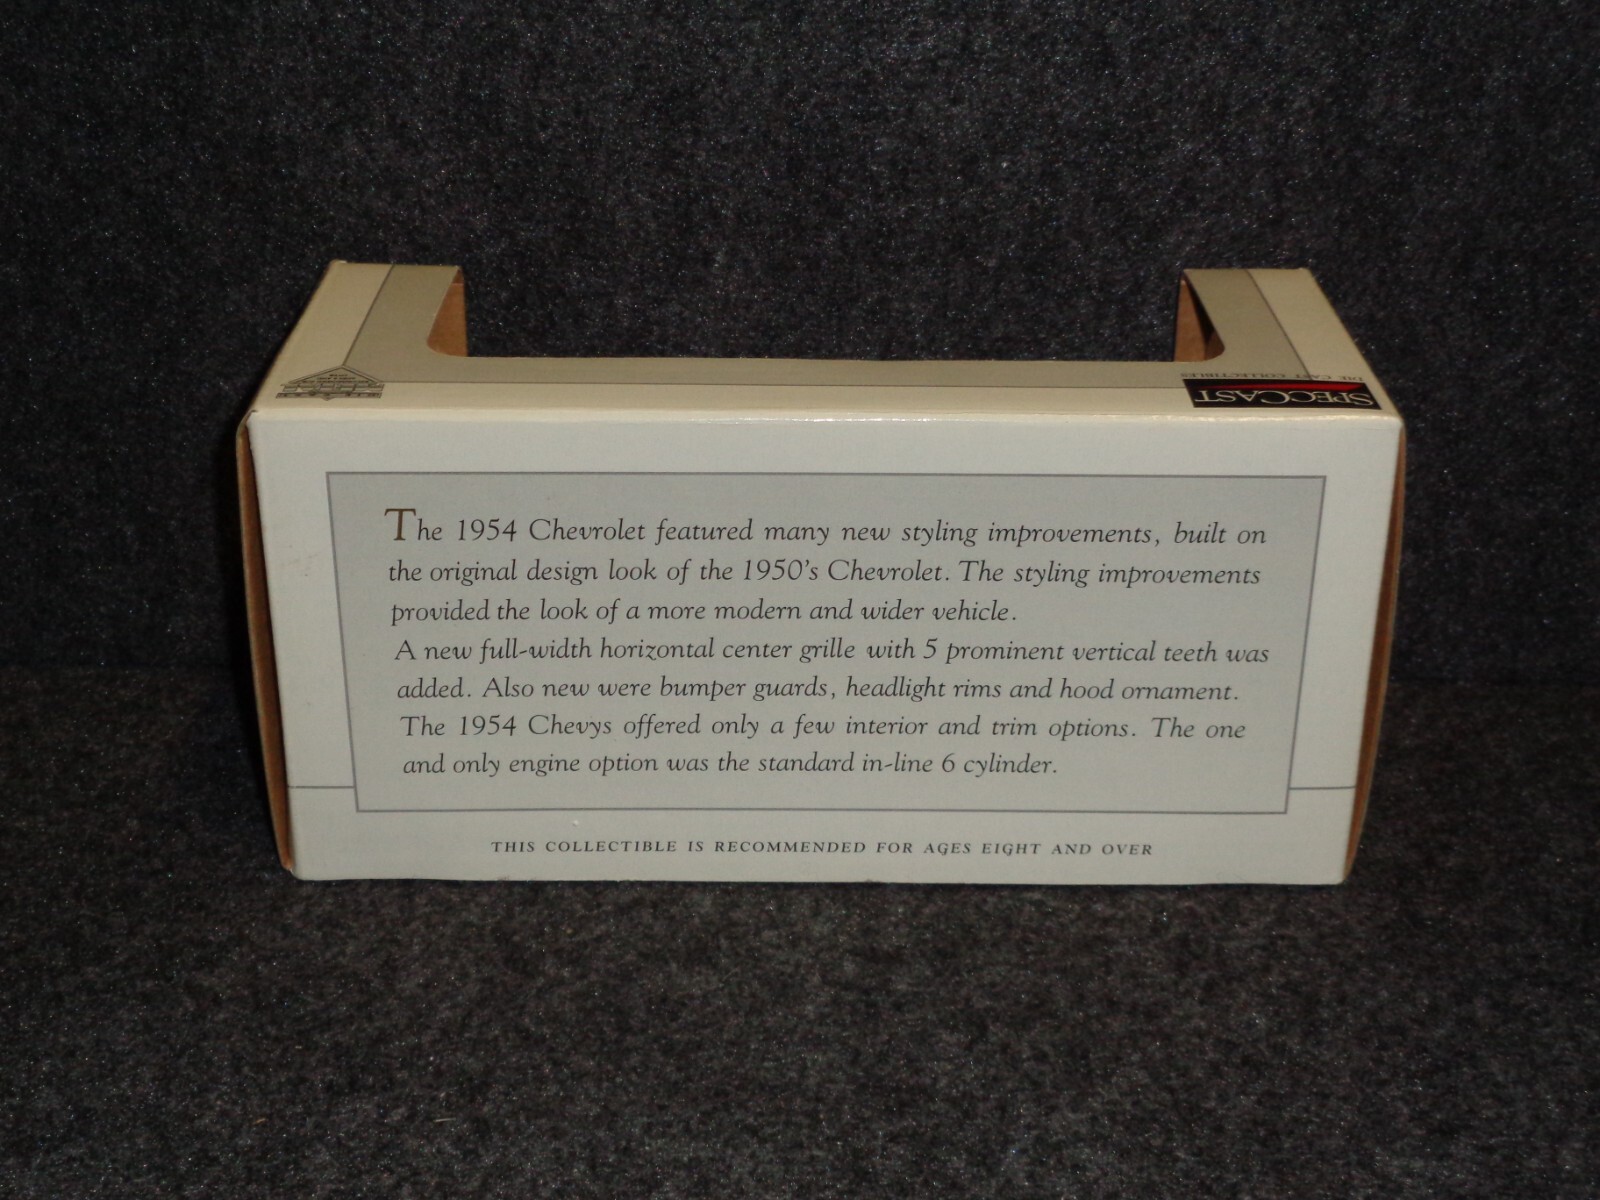 DIE CAST COLLECTIBLES
SPECCAST
The 1954 Chevrolet featured many new styling improvements, built on
the original design look of the 1950's Chevrolet. The styling improvements
provided the look of a more modern and wider vehicle.
A new full-width horizontal center grille with 5 prominent vertical teeth was
added. Also new were bumper guards, headlight rims and hood ornament.
The 1954 Chevys offered only a few interior and trim options. The one
and only engine option was the standard in-line 6 cylinder.
THIS COLLECTIBLE IS RECOMMENDED FOR AGES EIGHT AND OVER